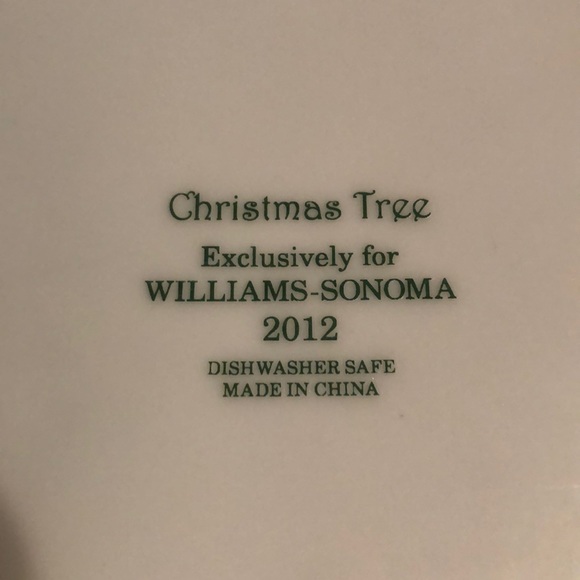 Christmas Tree
Exclusively for
WILLIAMS-SONOMA
2012
DISHWASHER SAFE
MADE IN CHINA